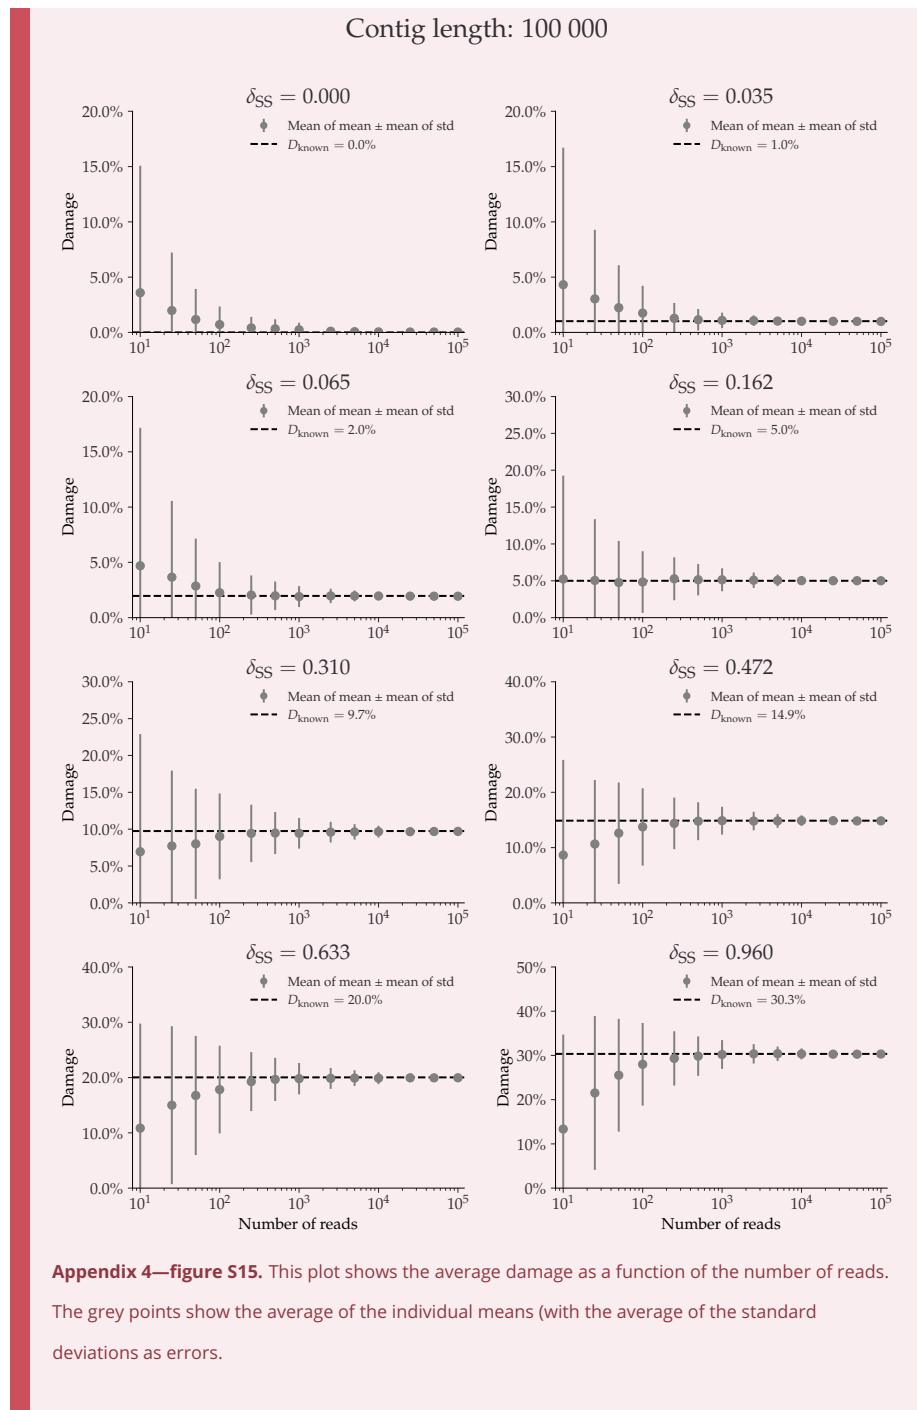 Contig length: 100 000
δSS = 0.000
20.0%
15.0%
10.0%
5.0%
0.0%
Damage
Mean of mean ± mean of std
Dknown = 0.0%
10¹ 10² 10³ 10⁴ 10⁵
δSS = 0.035
20.0%
15.0%
10.0%
5.0%
0.0%
Damage
Mean of mean ± mean of std
Dknown = 1.0%
10¹ 10² 10³ 10⁴ 10⁵
δSS = 0.065
20.0%
15.0%
10.0%
5.0%
0.0%
Damage
Mean of mean ± mean of std
Dknown = 2.0%
10¹ 10² 10³ 10⁴ 10⁵
δSS = 0.162
30.0%
25.0%
20.0%
15.0%
10.0%
5.0%
0.0%
Damage
Mean of mean ± mean of std
Dknown = 5.0%
10¹ 10² 10³ 10⁴ 10⁵
δSS = 0.310
30.0%
25.0%
20.0%
15.0%
10.0%
5.0%
0.0%
Damage
Mean of mean ± mean of std
Dknown = 9.7%
10¹ 10² 10³ 10⁴ 10⁵
δSS = 0.472
40.0%
30.0%
20.0%
10.0%
0.0%
Damage
Mean of mean ± mean of std
Dknown = 14.9%
10¹ 10² 10³ 10⁴ 10⁵
δSS = 0.633
40.0%
30.0%
20.0%
10.0%
0.0%
Damage
Mean of mean ± mean of std
Dknown = 20.0%
10¹ 10² 10³ 10⁴ 10⁵
Number of reads
δSS = 0.960
50%
40%
30%
20%
10%
0%
Damage
Mean of mean ± mean of std
Dknown = 30.3%
10¹ 10² 10³ 10⁴ 10⁵
Number of reads
Appendix 4—figure S15. This plot shows the average damage as a function of the number of reads.
The grey points show the average of the individual means (with the average of the standard
deviations as errors.